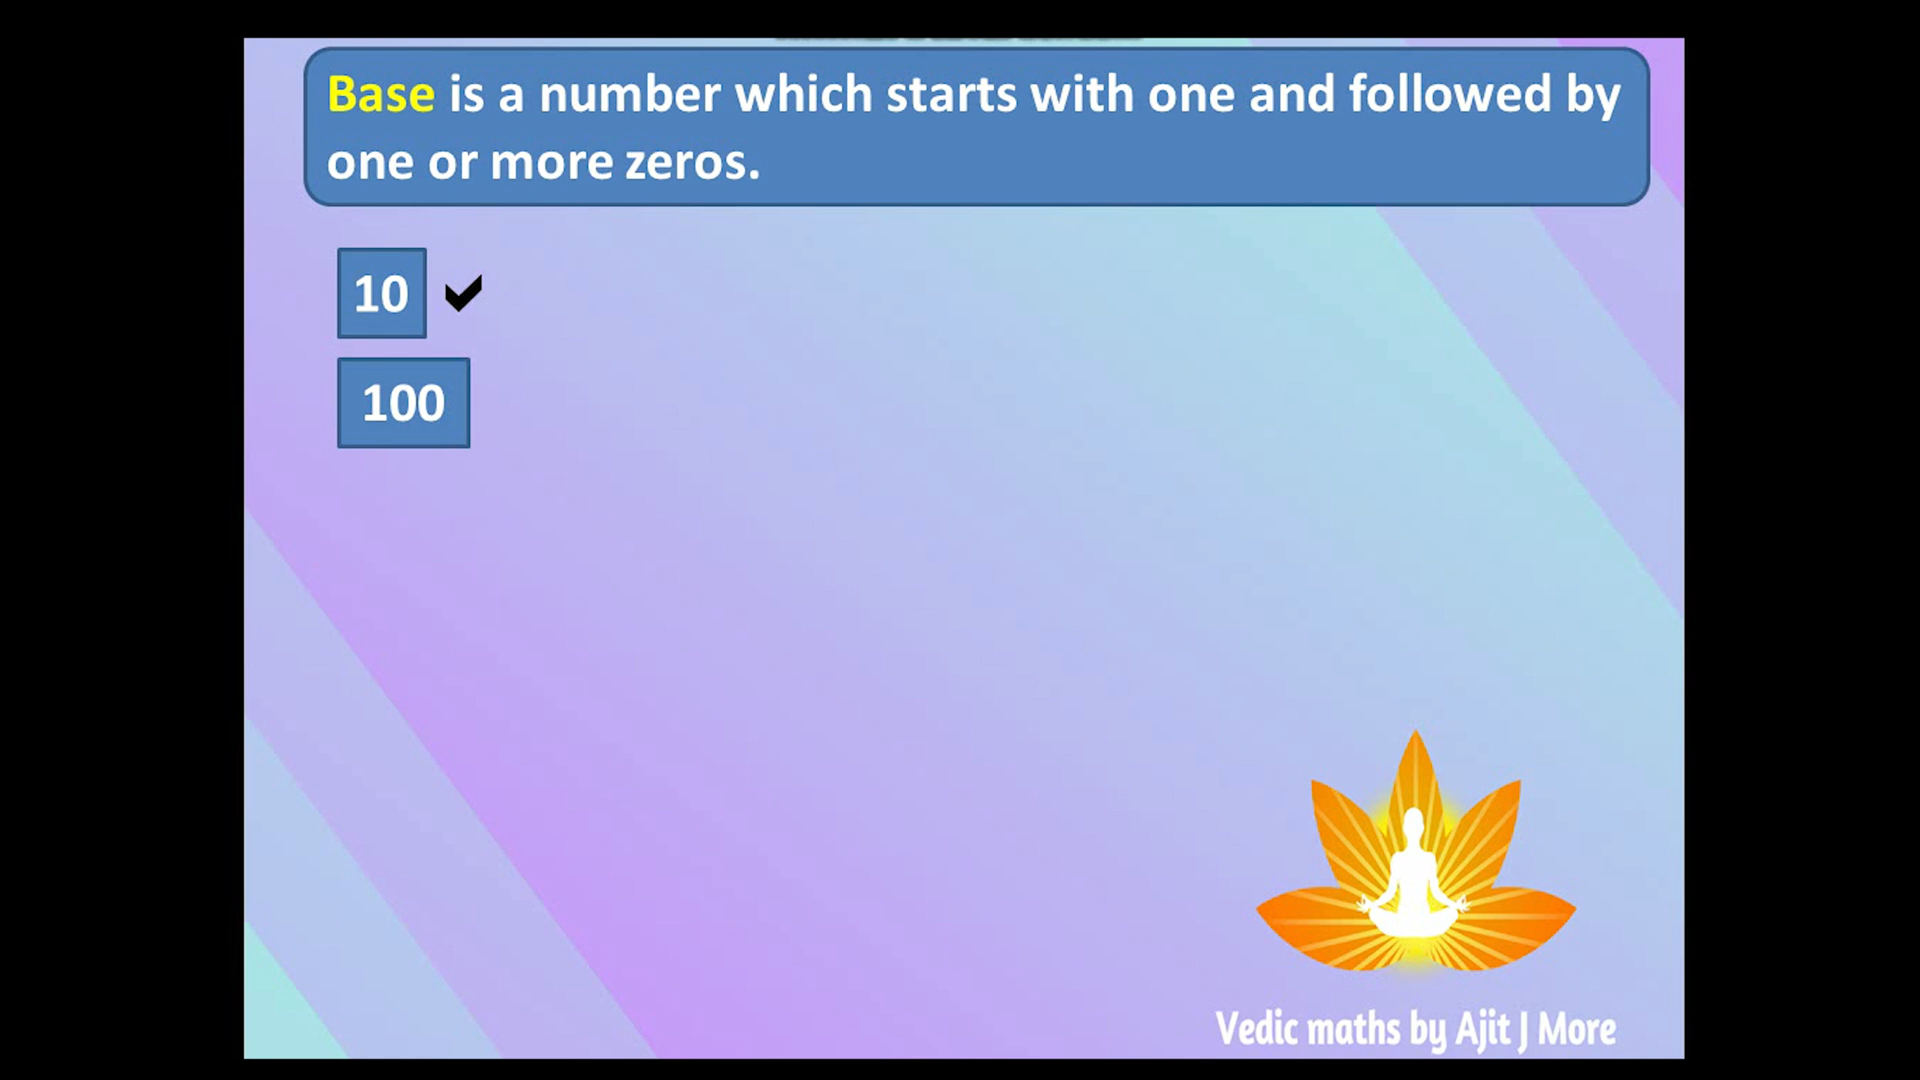 Base is a number which starts with one and followed by
one or more zeros.
10 ✔
100
Vedic maths by Ajit J More